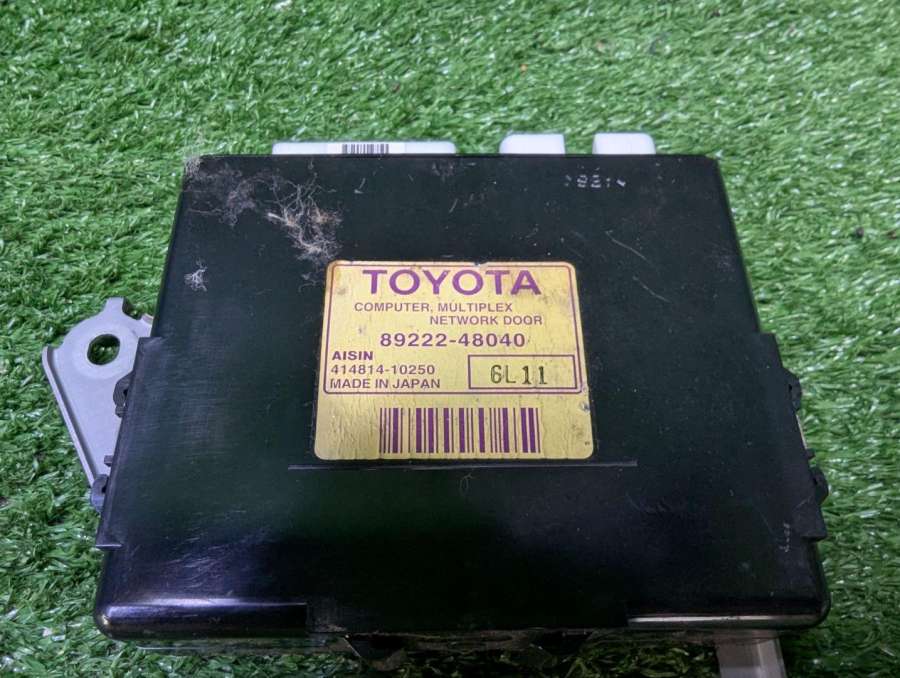 TOYOTA
COMPUTER, MULTIPLEX
NETWORK DOOR
89222-48040
AISIN
414814-10250
MADE IN JAPAN
6L11